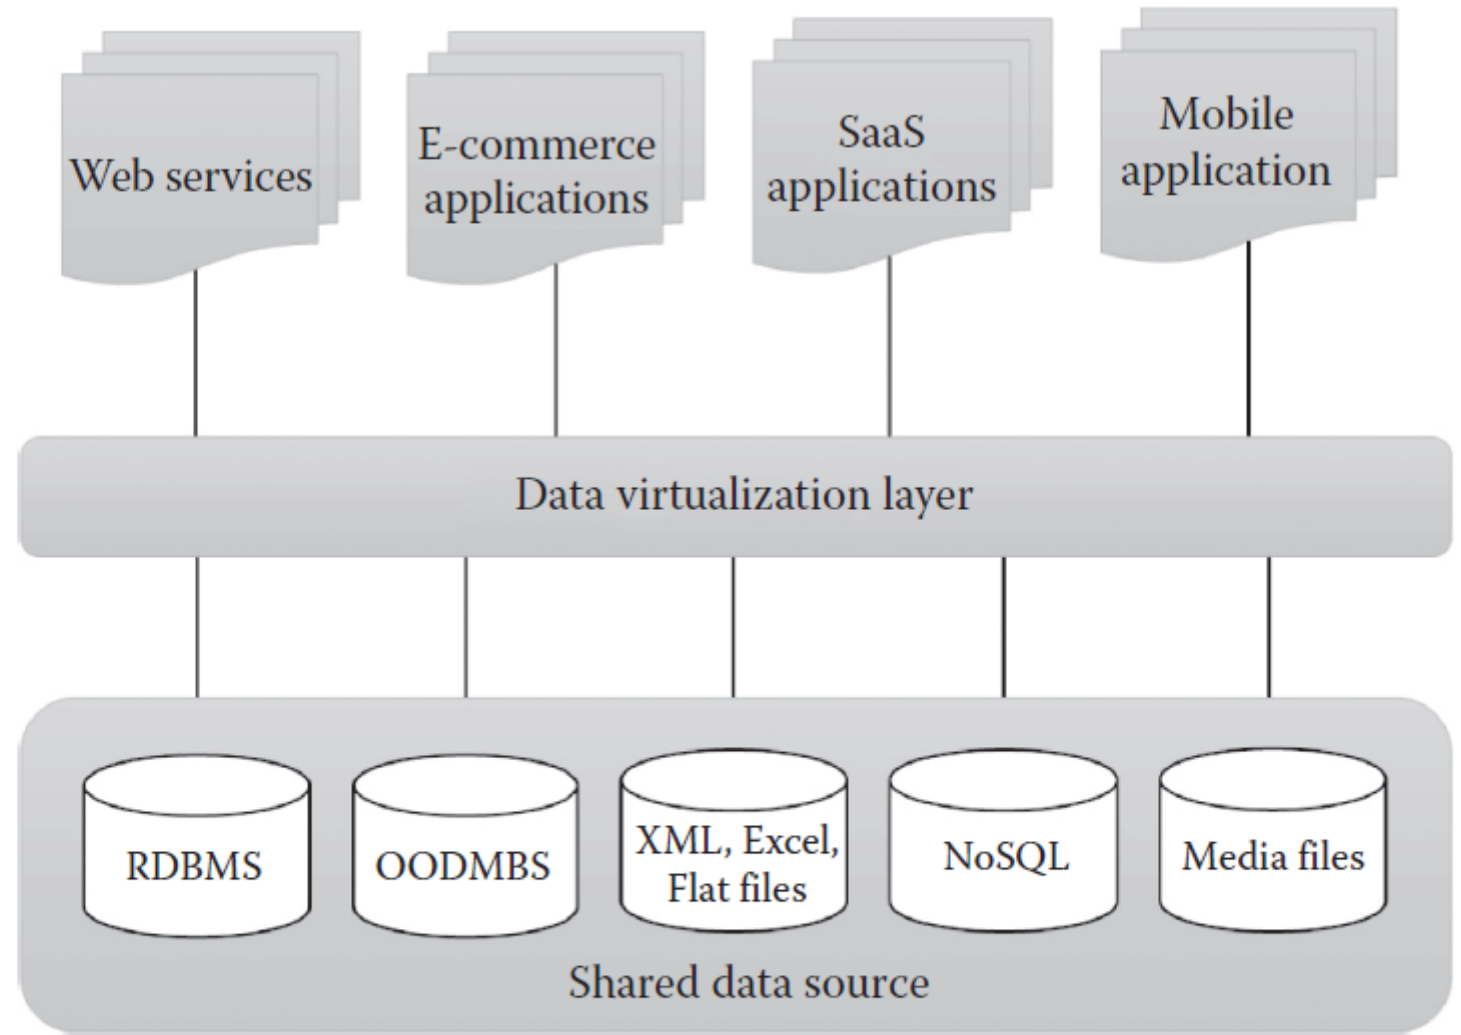 Web services
E-commerce
applications
SaaS
applications
Mobile
application
Data virtualization layer
RDBMS
OODMBS
XML, Excel,
Flat files
NoSQL
Media files
Shared data source